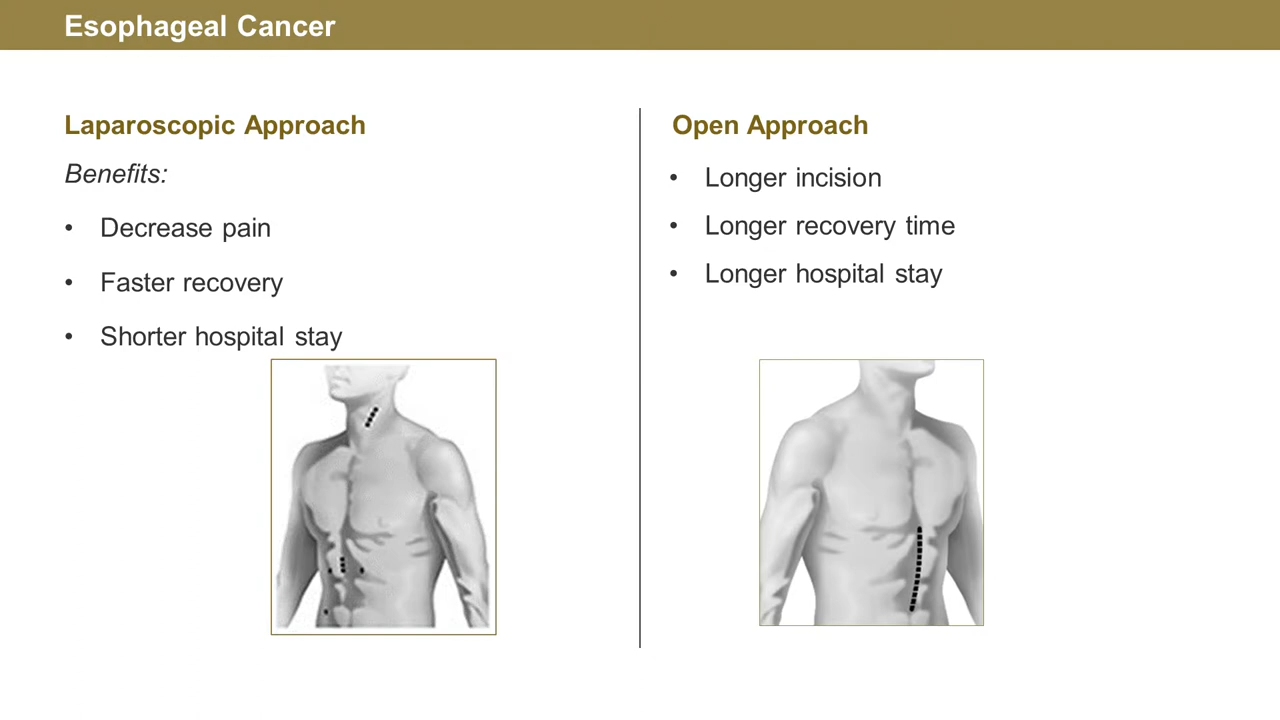 Esophageal Cancer
Laparoscopic Approach
Benefits:
• Decrease pain
• Faster recovery
• Shorter hospital stay
Open Approach
• Longer incision
• Longer recovery time
• Longer hospital stay